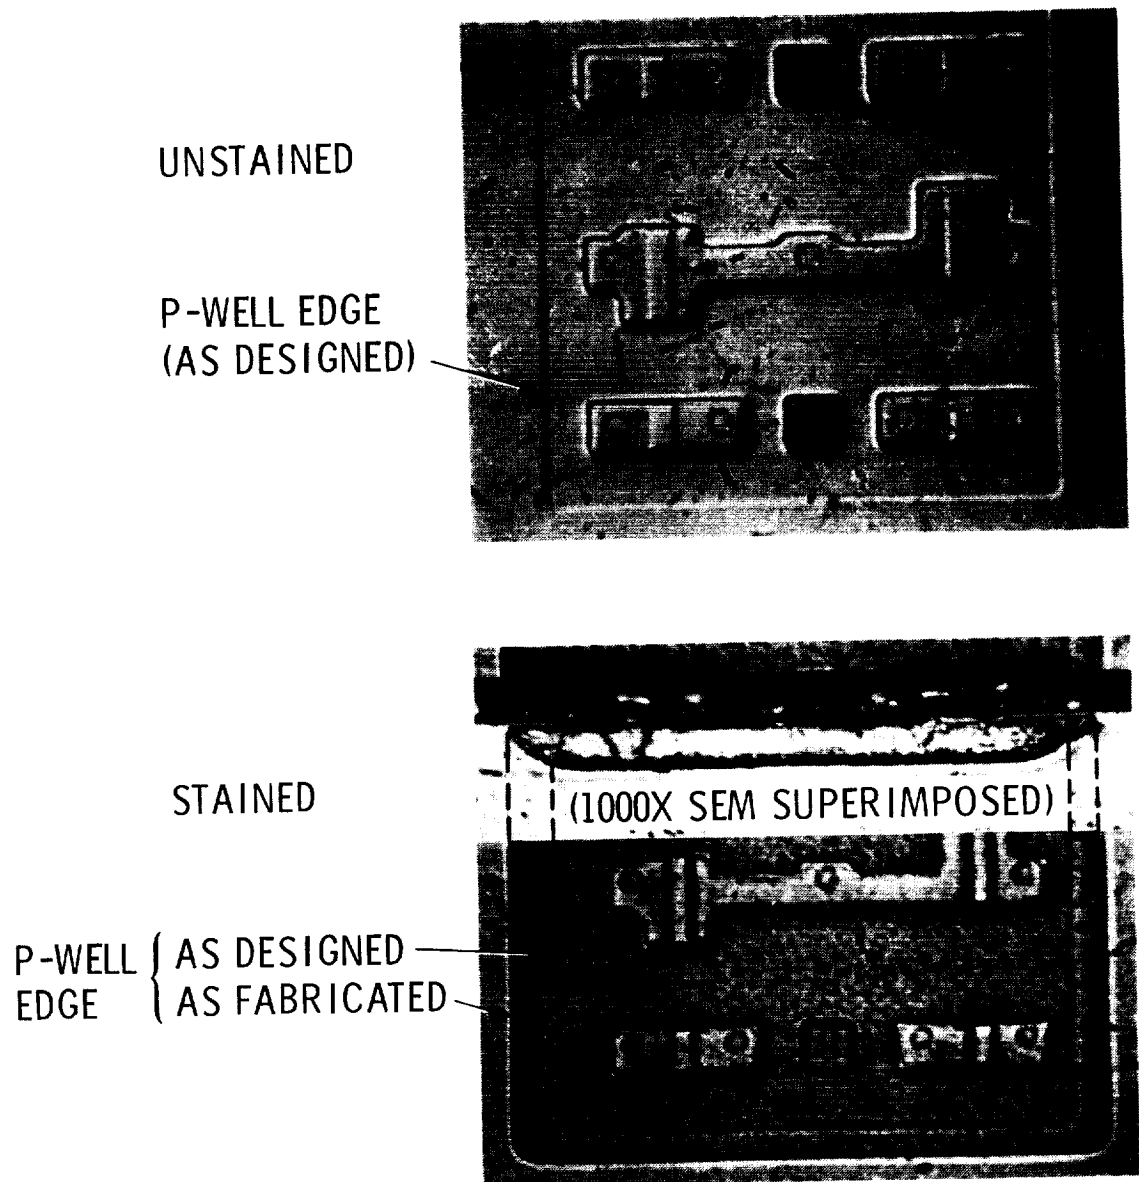 UNSTAINED
P-WELL EDGE
(AS DESIGNED)
STAINED
(1000X SEM SUPERIMPOSED)
P-WELL EDGE { AS DESIGNED
AS FABRICATED